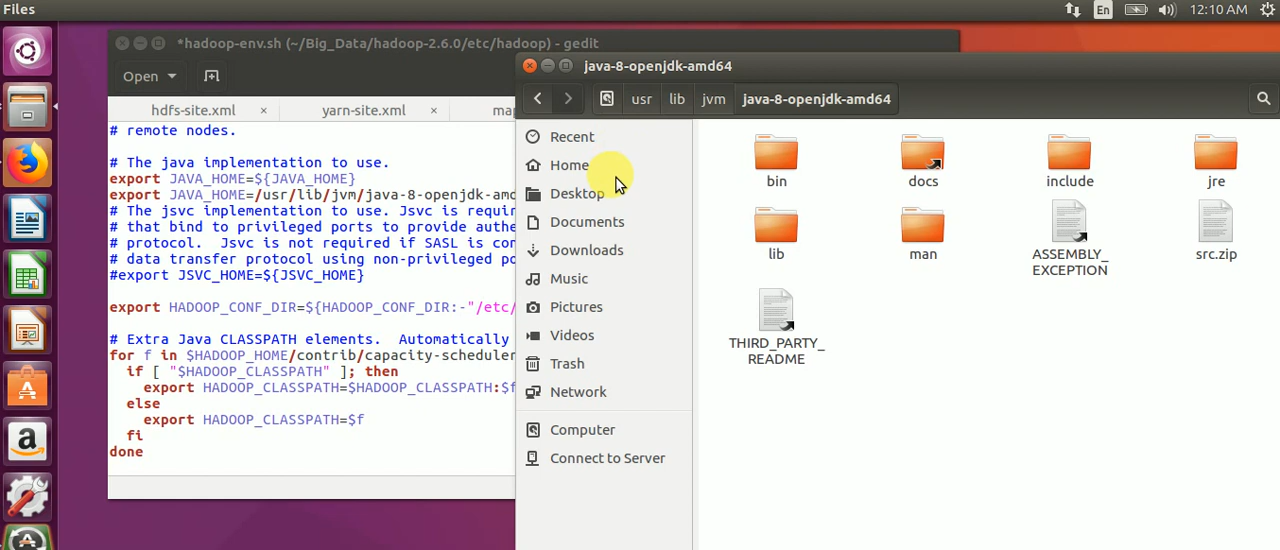 Files
En
12:10 AM
*hadoop-env.sh (~/Big_Data/hadoop-2.6.0/etc/hadoop) - gedit
Open
hdfs-site.xml × yarn-site.xml × map
# remote nodes.
# The java implementation to use.
export JAVA_HOME=${JAVA_HOME}
export JAVA_HOME=/usr/lib/jvm/java-8-openjdk-amd
# The jsvc implementation to use. Jsvc is requir
# that bind to privileged ports to provide authe
# protocol.  Jsvc is not required if SASL is con
# data transfer protocol using non-privileged po
#export JSVC_HOME=${JSVC_HOME}
export HADOOP_CONF_DIR=${HADOOP_CONF_DIR:-"/etc/
# Extra Java CLASSPATH elements.  Automatically
for f in $HADOOP_HOME/contrib/capacity-scheduler
if [ "$HADOOP_CLASSPATH" ]; then
export HADOOP_CLASSPATH=$HADOOP_CLASSPATH:$f
else
export HADOOP_CLASSPATH=$f
fi
done
java-8-openjdk-amd64
usr lib jvm java-8-openjdk-amd64
Recent
Home
Desktop
Documents
Downloads
Music
Pictures
Videos
Trash
Network
Computer
Connect to Server
bin docs include jre
lib man ASSEMBLY_ src.zip
EXCEPTION
THIRD_PARTY_
README